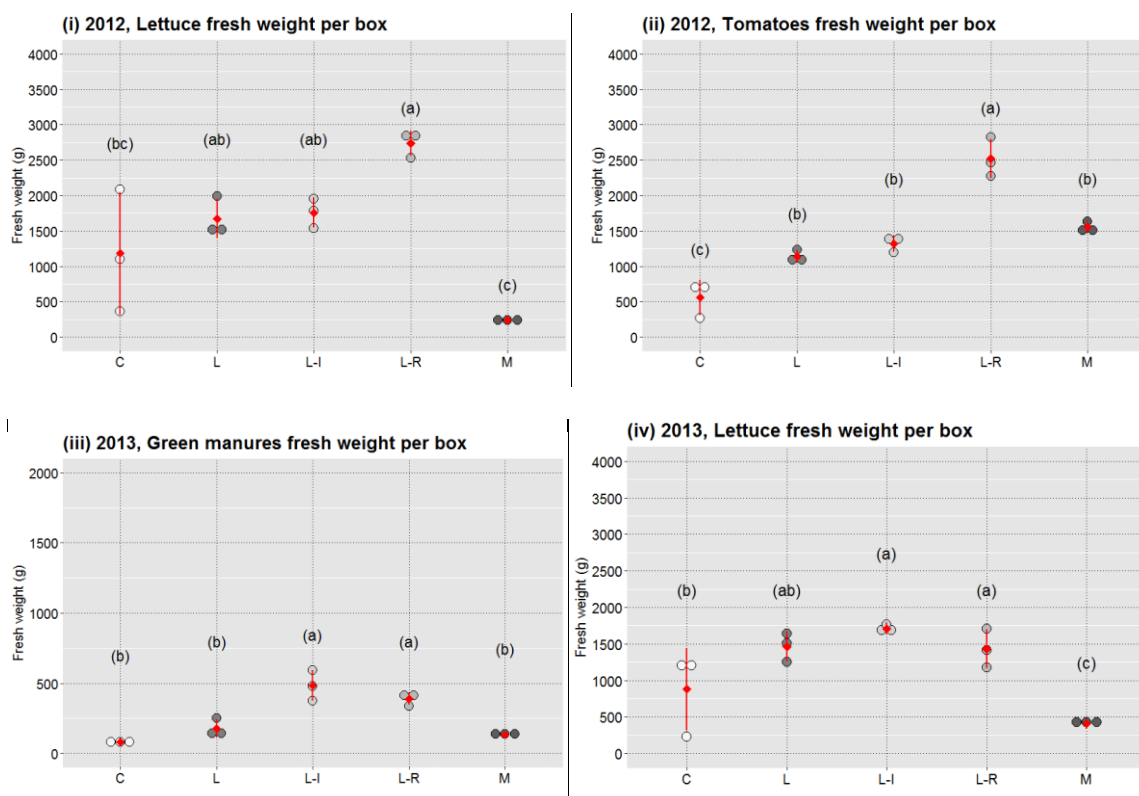 (i) 2012, Lettuce fresh weight per box
Fresh weight (g)
4000
3500
3000
2500
2000
1500
1000
500
0
(bc)
(ab)
(ab)
(a)
(c)
C
L
L-I
L-R
M
(ii) 2012, Tomatoes fresh weight per box
Fresh weight (g)
4000
3500
3000
2500
2000
1500
1000
500
0
(c)
(b)
(b)
(a)
(b)
C
L
L-I
L-R
M
(iii) 2013, Green manures fresh weight per box
Fresh weight (g)
2000
1500
1000
500
0
(b)
(b)
(a)
(a)
(b)
C
L
L-I
L-R
M
(iv) 2013, Lettuce fresh weight per box
Fresh weight (g)
4000
3500
3000
2500
2000
1500
1000
500
0
(b)
(ab)
(a)
(a)
(c)
C
L
L-I
L-R
M